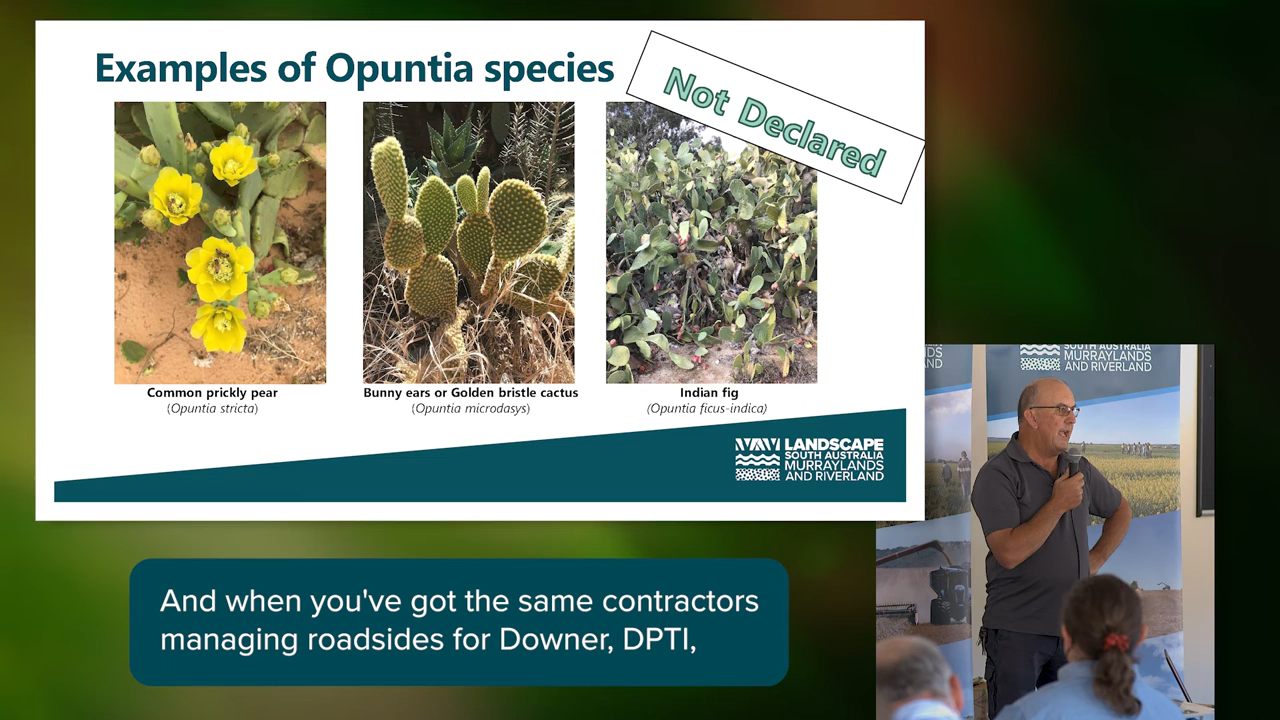 Examples of Opuntia species
Not Declared
Common prickly pear
(Opuntia stricta)
Bunny ears or Golden bristle cactus
(Opuntia microdasys)
Indian fig
(Opuntia ficus-indica)
LANDSCAPE
SOUTH AUSTRALIA
MURRAYLANDS
AND RIVERLAND
NDS
AND
SOUTH AUSTRALIA
MURRAYLANDS
AND RIVERLAND
And when you've got the same contractors
managing roadsides for Downer, DPTI,